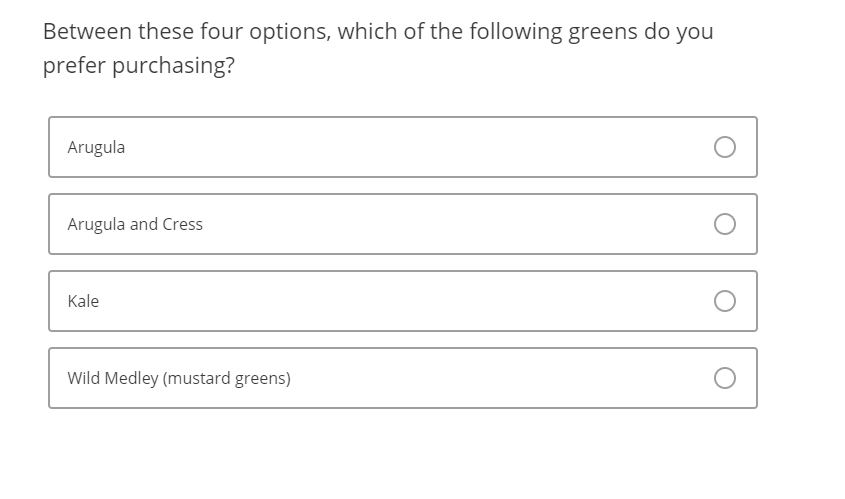 Between these four options, which of the following greens do you
prefer purchasing?
Arugula
Arugula and Cress
Kale
Wild Medley (mustard greens)